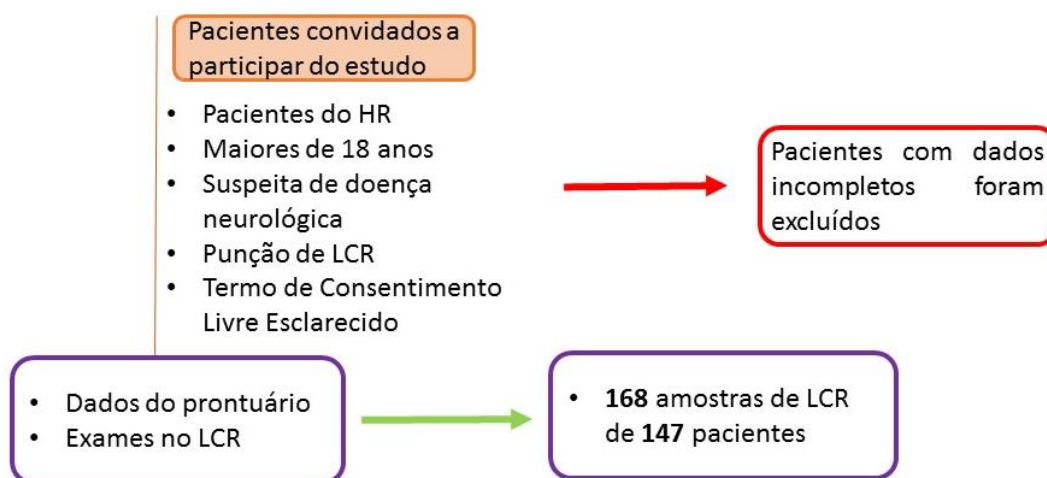 Pacientes convidados a
participar do estudo
• Pacientes do HR
• Maiores de 18 anos
• Suspeita de doença
neurológica
• Punção de LCR
• Termo de Consentimento
Livre Esclarecido
Pacientes com dados
incompletos foram
excluídos
• Dados do prontuário
• Exames no LCR
• 168 amostras de LCR
de 147 pacientes